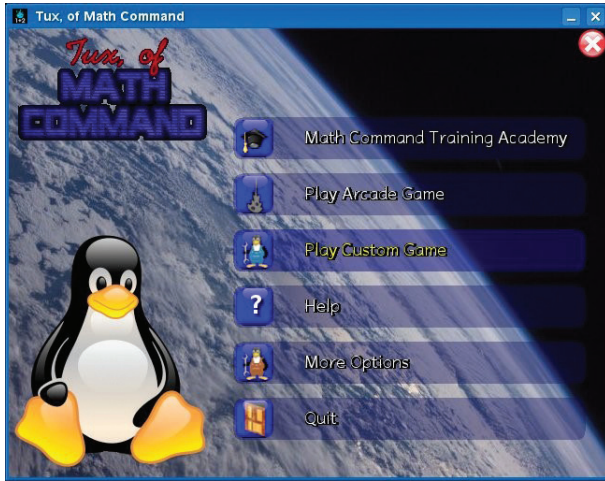 Tux, of Math Command
Tux, of
MATH
COMMAND
Math Command Training Academy
Play Arcade Game
Play Custom Game
?
Help
More Options
Quit